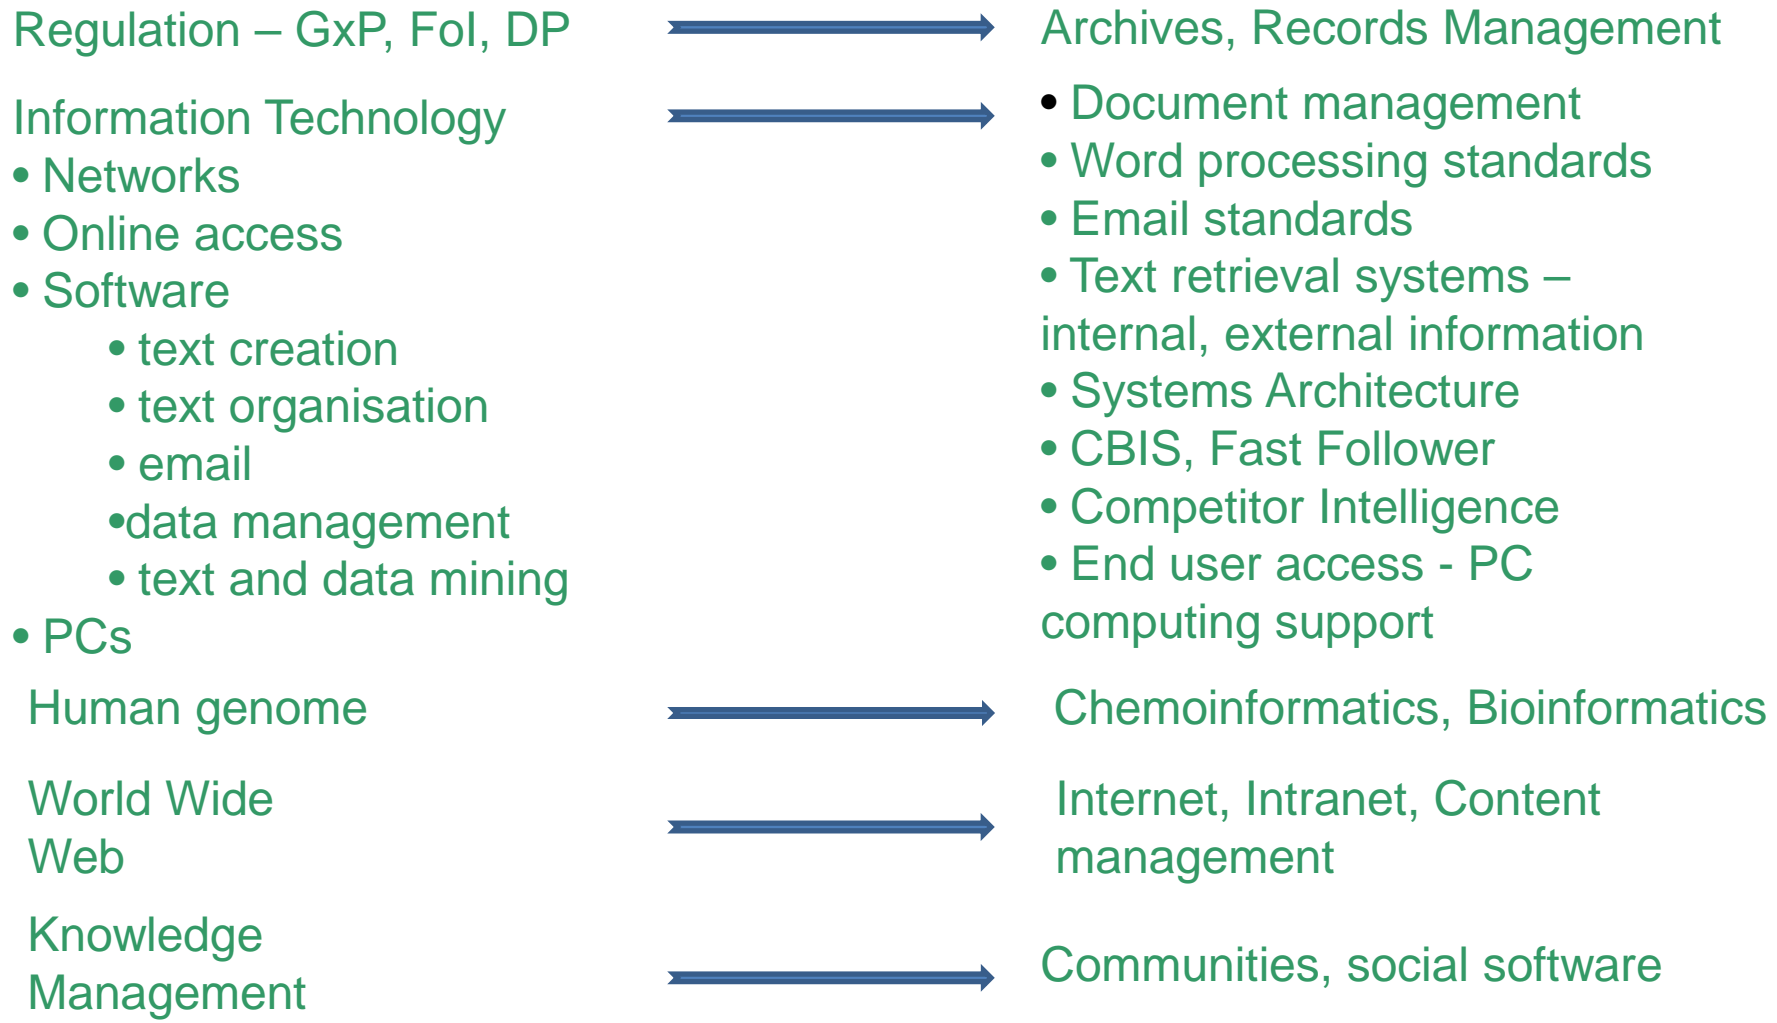 Regulation – GxP, FoI, DP
Archives, Records Management
Information Technology
• Networks
• Online access
• Software
• text creation
• text organisation
• email
•data management
• text and data mining
• PCs
• Document management
• Word processing standards
• Email standards
• Text retrieval systems –
internal, external information
• Systems Architecture
• CBIS, Fast Follower
• Competitor Intelligence
• End user access - PC
computing support
Human genome
Chemoinformatics, Bioinformatics
World Wide
Web
Internet, Intranet, Content
management
Knowledge
Management
Communities, social software